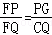 FP/FQ = PG/CQ